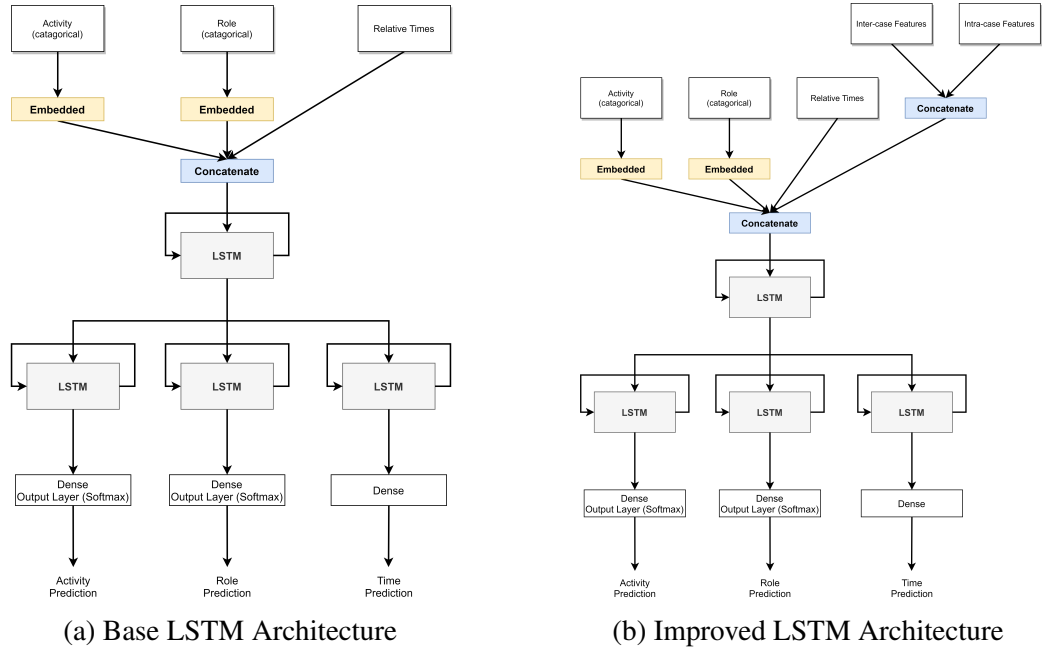 Activity
(catagorical)
Role
(catagorical)
Relative Times
Embedded
Embedded
Concatenate
LSTM
LSTM
LSTM
LSTM
Dense
Output Layer (Softmax)
Dense
Output Layer (Softmax)
Dense
Activity
Prediction
Role
Prediction
Time
Prediction
(a) Base LSTM Architecture
Inter-case Features
Intra-case Features
Activity
(catagorical)
Role
(catagorical)
Relative Times
Concatenate
Embedded
Embedded
Concatenate
LSTM
LSTM
LSTM
LSTM
Dense
Output Layer (Softmax)
Dense
Output Layer (Softmax)
Dense
Activity
Prediction
Role
Prediction
Time
Prediction
(b) Improved LSTM Architecture